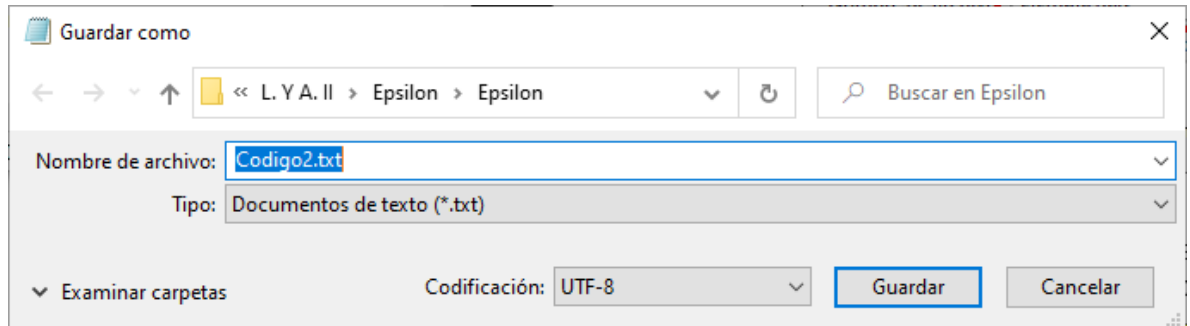 Guardar como
« L. Y A. II > Epsilon > Epsilon
Buscar en Epsilon
Nombre de archivo: Codigo2.txt
Tipo: Documentos de texto (*.txt)
Examinar carpetas
Codificación: UTF-8
Guardar
Cancelar